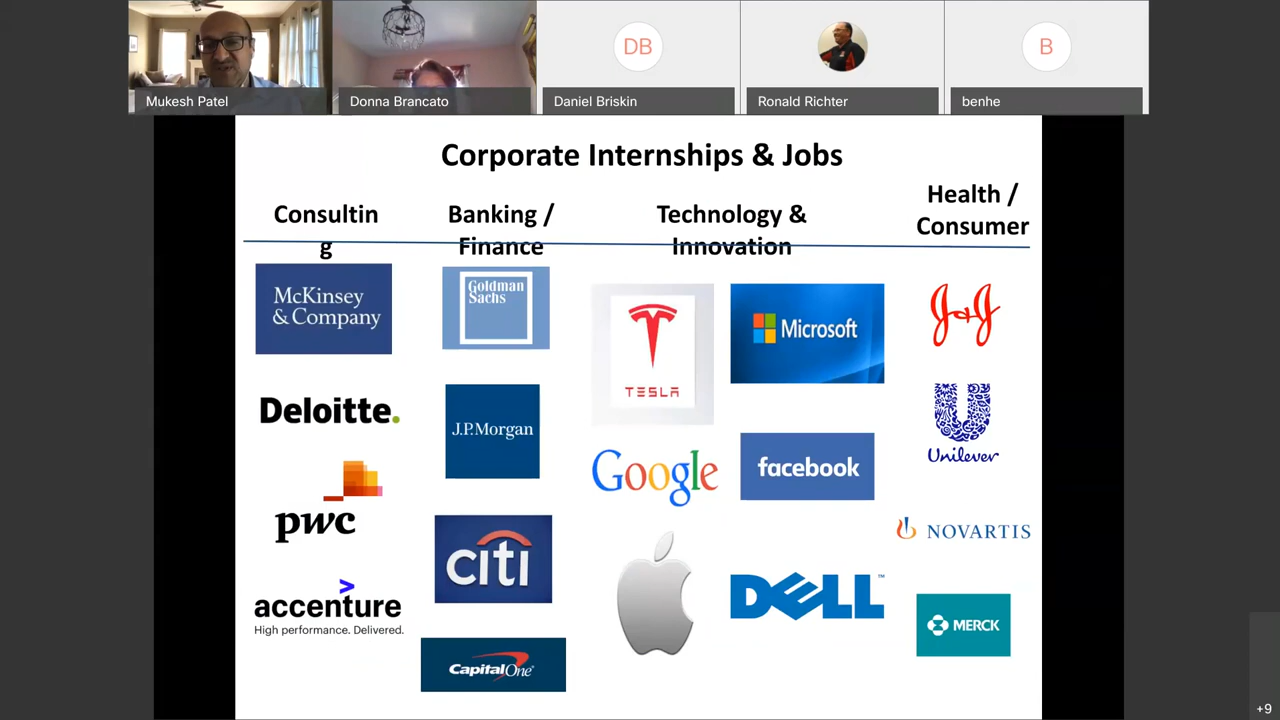 DB
B
Mukesh Patel
Donna Brancato
Daniel Briskin
Ronald Richter
benhe
Corporate Internships & Jobs
Consultin
g
Banking /
Finance
Technology &
Innovation
Health /
Consumer
McKinsey
& Company
Deloitte.
pwc
>
accenture
High performance. Delivered.
Goldman
Sachs
J.P.Morgan
citi
Capital One®
TESLA
Microsoft
Google
facebook
DELL™
J&J
Unilever
NOVARTIS
MERCK
+9